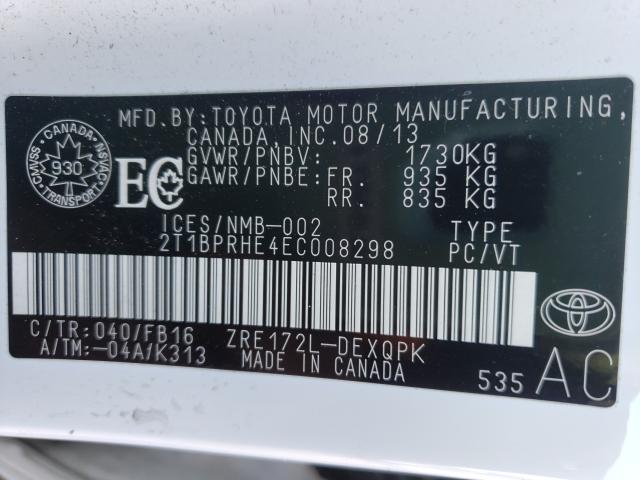 MFD.BY:TOYOTA MOTOR MANUFACTURING,
CANADA,INC.08/13
GVWR/PNBV: 1730KG
GAWR/PNBE:FR. 935 KG
RR. 835 KG
CANADA
CMVSS 930 NSVAC
TRANSPORT
EC
ICES/NMB-002 TYPE
2T1BPRHE4EC008298 PC/VT
C/TR:040/FB16 ZRE172L-DEXQPK
A/TM:-04A/K313 MADE IN CANADA
535 AC